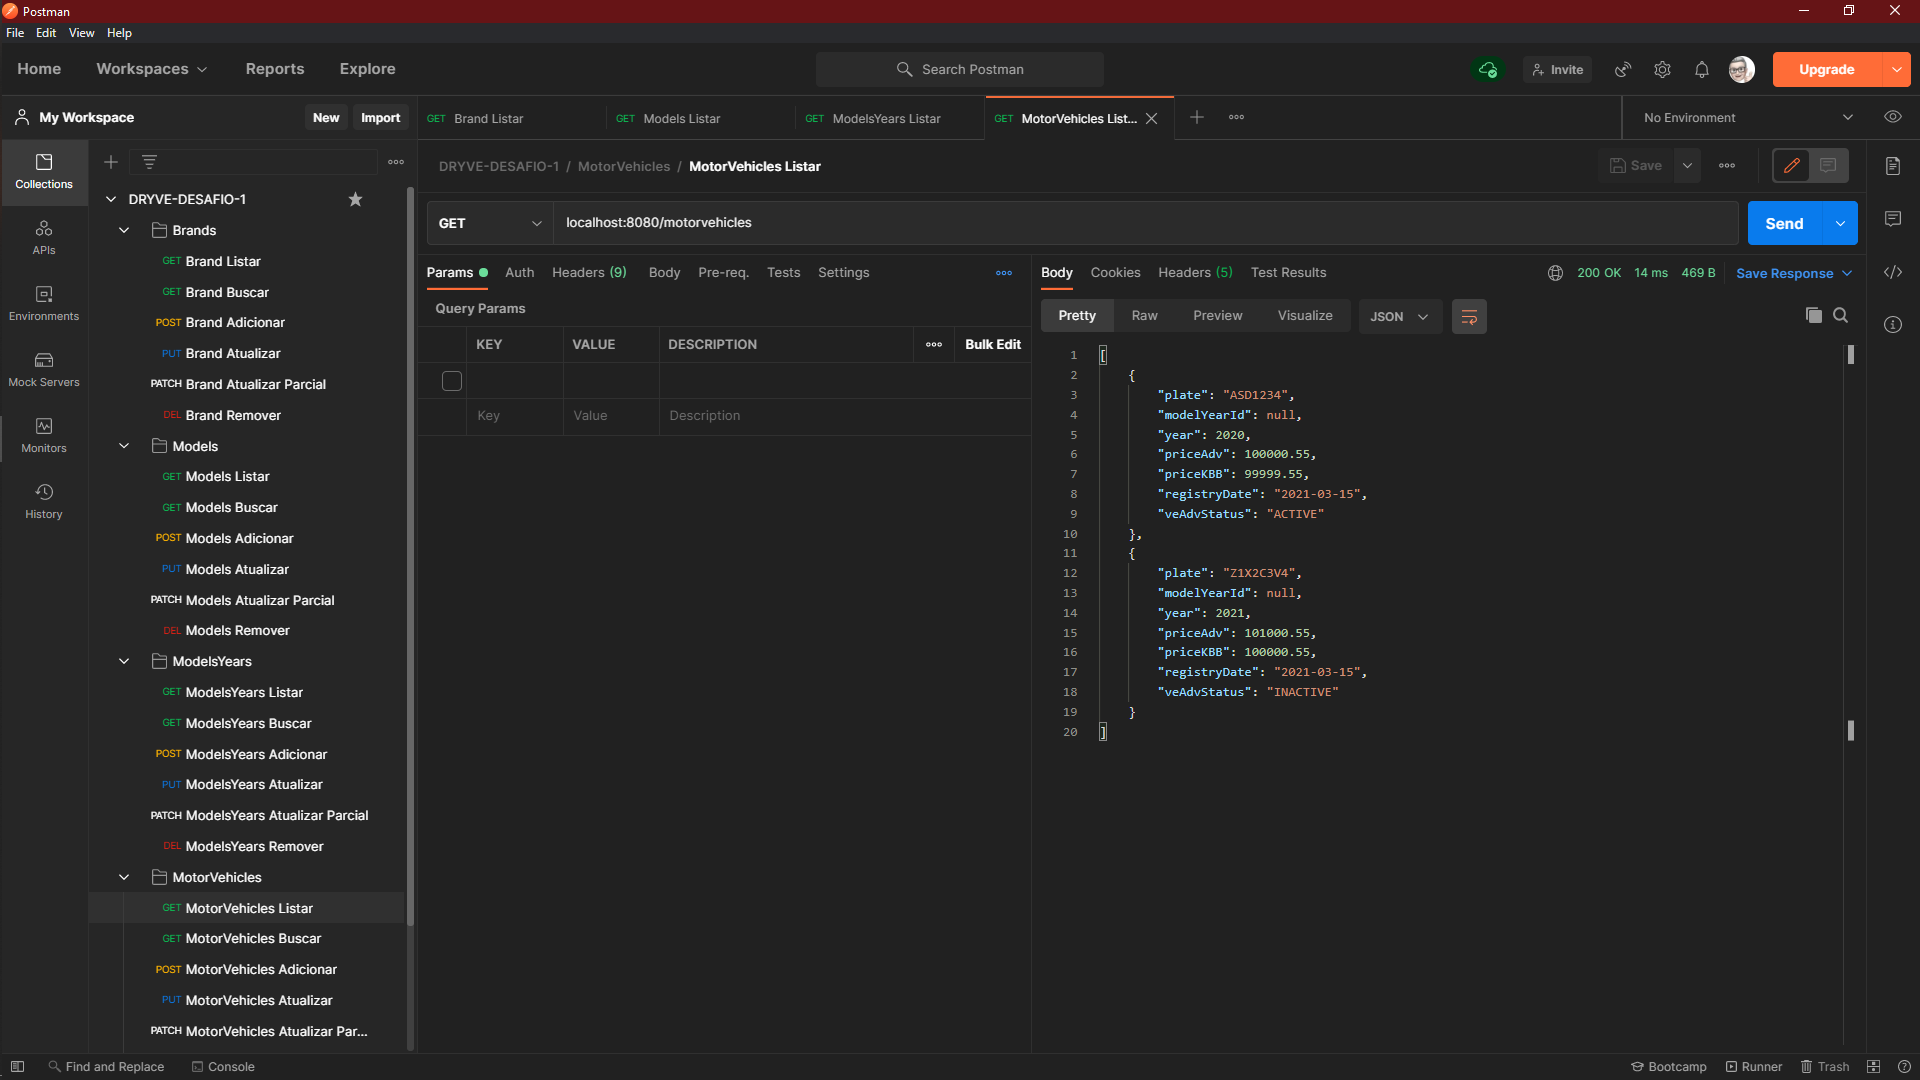 Postman
File Edit View Help
Home Workspaces Reports Explore
Search Postman
Invite
Upgrade
My Workspace
New Import
GET Brand Listar
GET Models Listar
GET ModelsYears Listar
GET MotorVehicles List...
No Environment
Collections
APIs
Environments
Mock Servers
Monitors
History
DRYVE-DESAFIO-1
Brands
GET Brand Listar
GET Brand Buscar
POST Brand Adicionar
PUT Brand Atualizar
PATCH Brand Atualizar Parcial
DEL Brand Remover
Models
GET Models Listar
GET Models Buscar
POST Models Adicionar
PUT Models Atualizar
PATCH Models Atualizar Parcial
DEL Models Remover
ModelsYears
GET ModelsYears Listar
GET ModelsYears Buscar
POST ModelsYears Adicionar
PUT ModelsYears Atualizar
PATCH ModelsYears Atualizar Parcial
DEL ModelsYears Remover
MotorVehicles
GET MotorVehicles Listar
GET MotorVehicles Buscar
POST MotorVehicles Adicionar
PUT MotorVehicles Atualizar
PATCH MotorVehicles Atualizar Par...
DRYVE-DESAFIO-1 / MotorVehicles / MotorVehicles Listar
Save
GET localhost:8080/motorvehicles
Send
Params Auth Headers (9) Body Pre-req. Tests Settings
Query Params
KEY VALUE DESCRIPTION Bulk Edit
Key Value Description
Body Cookies Headers (5) Test Results
200 OK 14 ms 469 B Save Response
Pretty Raw Preview Visualize JSON
1 [
2 {
3 "plate": "ASD1234",
4 "modelYearId": null,
5 "year": 2020,
6 "priceAdv": 100000.55,
7 "priceKBB": 99999.55,
8 "registryDate": "2021-03-15",
9 "veAdvStatus": "ACTIVE"
10 },
11 {
12 "plate": "Z1X2C3V4",
13 "modelYearId": null,
14 "year": 2021,
15 "priceAdv": 101000.55,
16 "priceKBB": 100000.55,
17 "registryDate": "2021-03-15",
18 "veAdvStatus": "INACTIVE"
19 }
20 ]
Find and Replace Console
Bootcamp Runner Trash